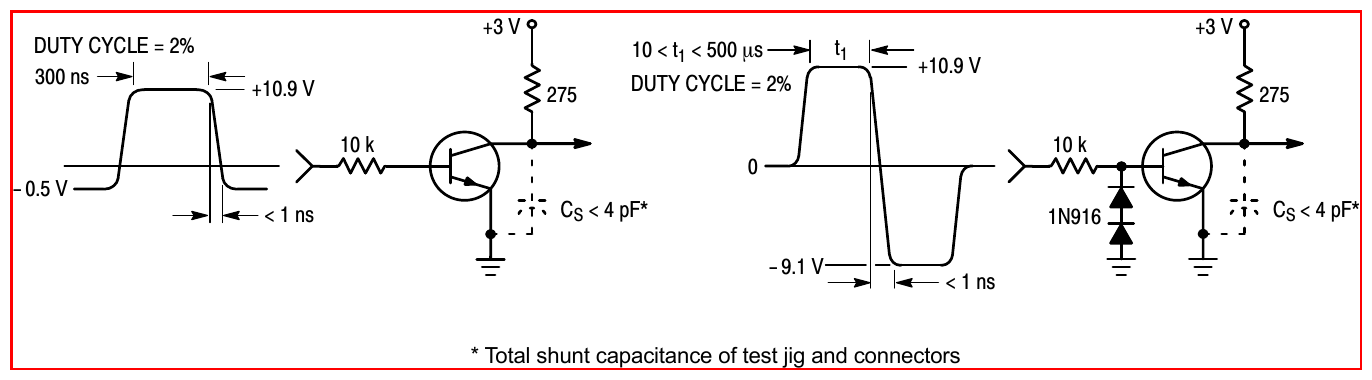 DUTY CYCLE = 2%
300 ns
+10.9 V
– 0.5 V
< 1 ns
10 k
+3 V
275
C_S < 4 pF*
10 < t_1 < 500 μs
DUTY CYCLE = 2%
t_1
+10.9 V
0
– 9.1 V
< 1 ns
10 k
1N916
+3 V
275
C_S < 4 pF*
* Total shunt capacitance of test jig and connectors